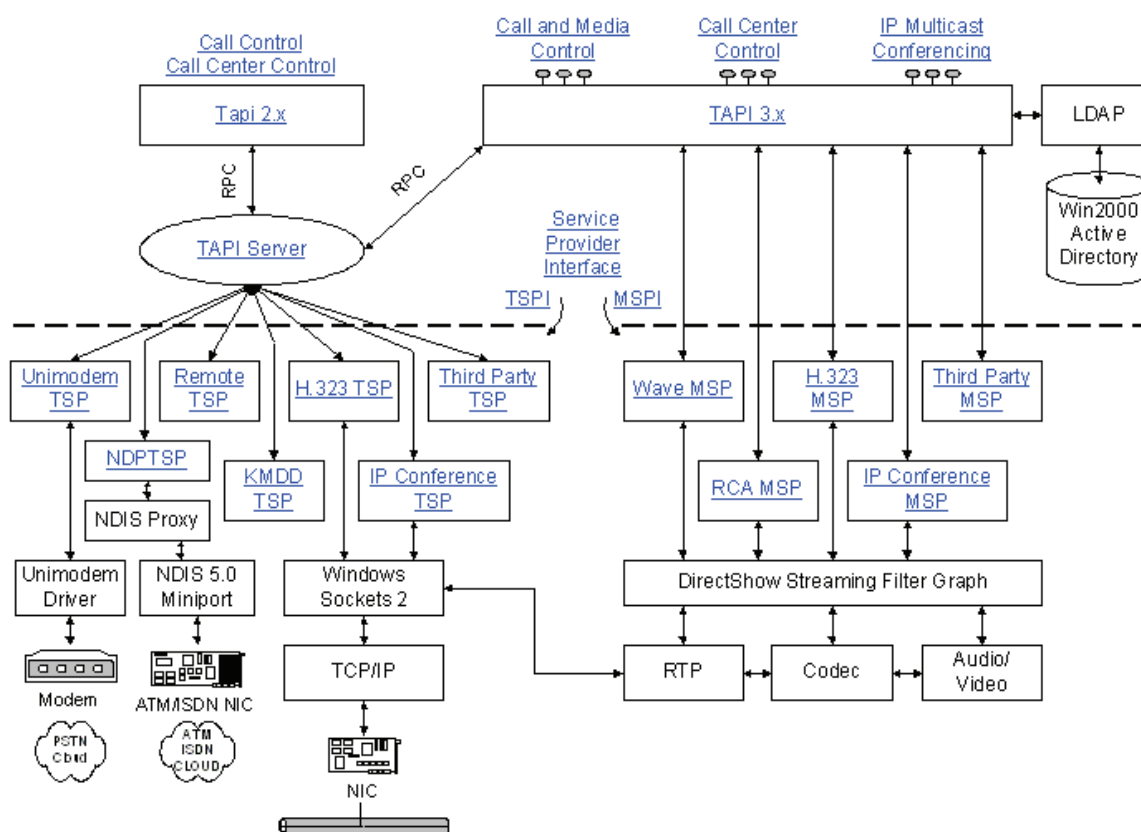 Call Control
Call Center Control
Call and Media
Control
Call Center
Control
IP Multicast
Conferencing
Tapi 2.x
TAPI 3.x
LDAP
RPC
RPC
Win2000
Active
Directory
TAPI Server
Service
Provider
Interface
TSPI
MSPI
Unimodem
TSP
Remote
TSP
H.323 TSP
Third Party
TSP
Wave MSP
H.323
MSP
Third Party
MSP
NDPTSP
KMDD
TSP
IP Conference
TSP
RCA MSP
IP Conference
MSP
NDIS Proxy
Unimodem
Driver
NDIS 5.0
Miniport
Windows
Sockets 2
DirectShow Streaming Filter Graph
TCP/IP
RTP
Codec
Audio/
Video
Modem
ATM/ISDN NIC
PSTN
Cloud
ATM
ISDN
CLOUD
NIC